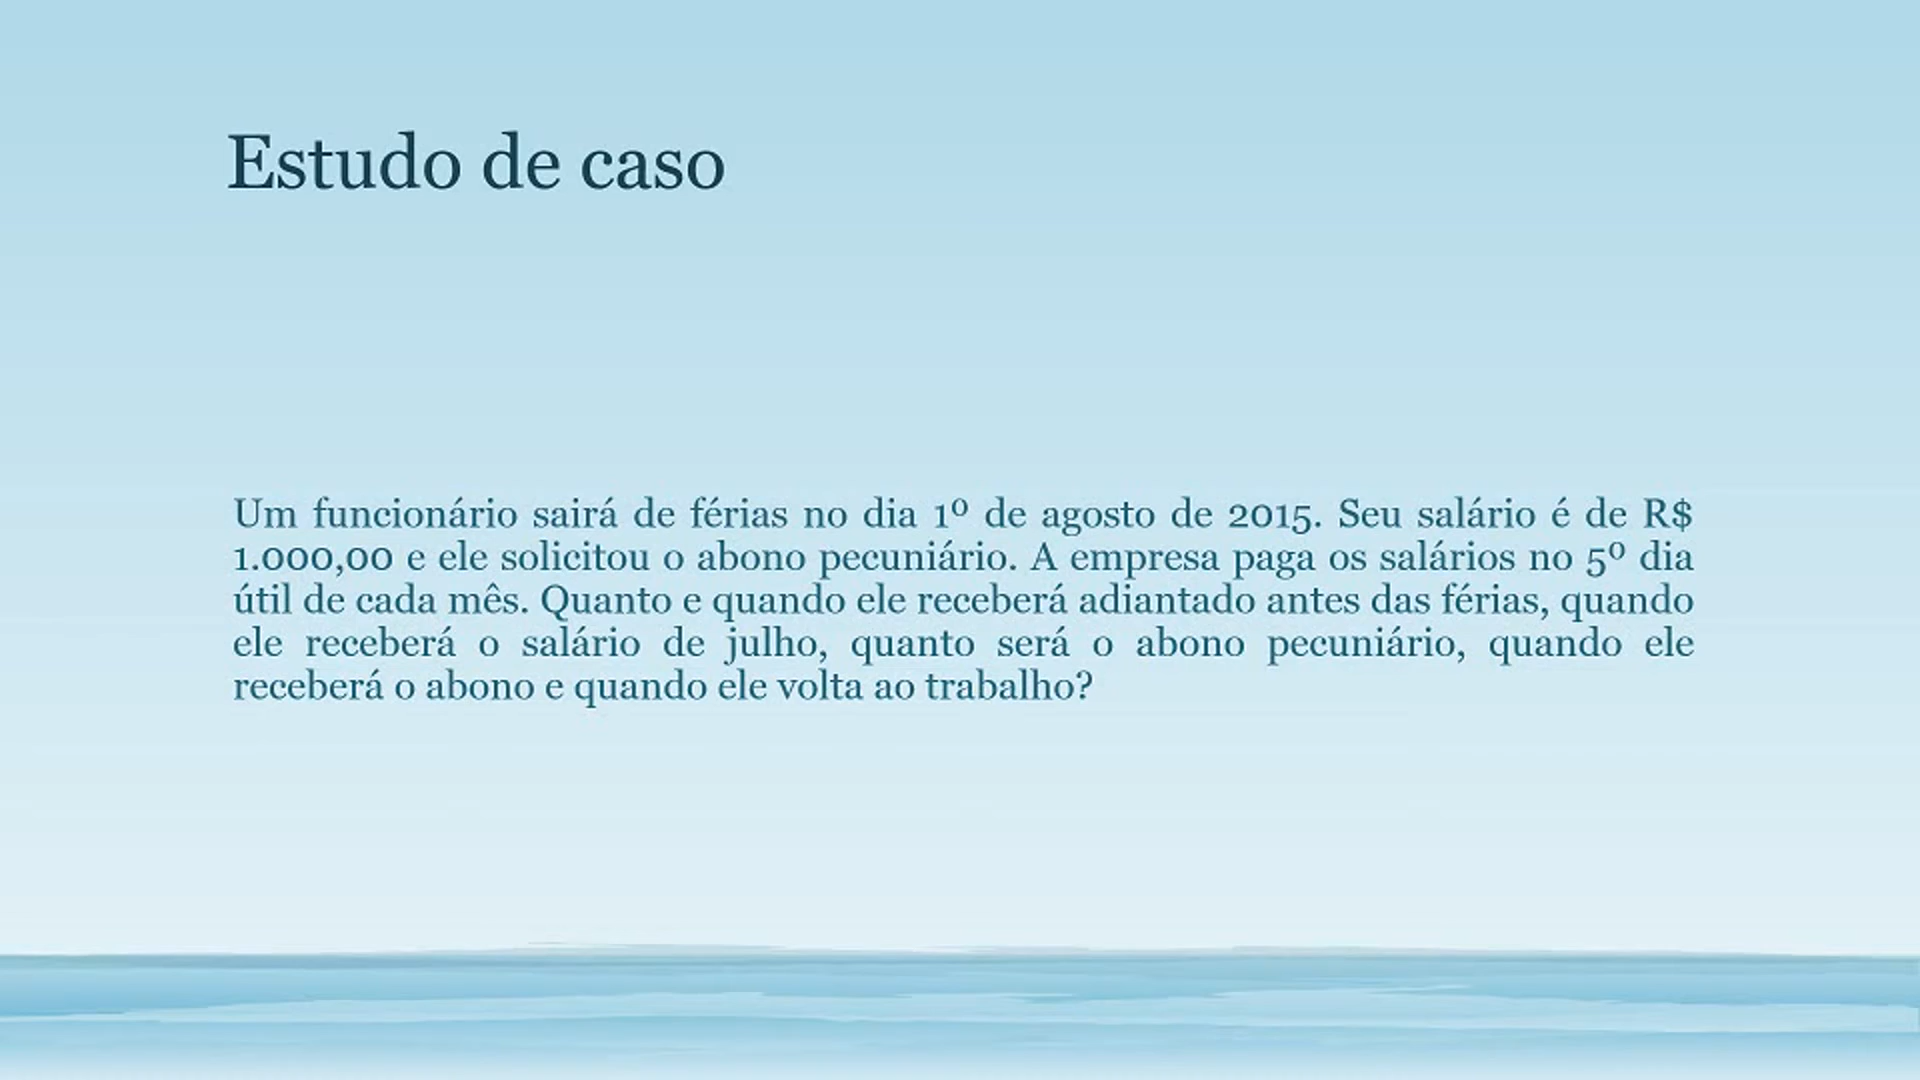 Estudo de caso
Um funcionário sairá de férias no dia 1º de agosto de 2015. Seu salário é de R$
1.000,00 e ele solicitou o abono pecuniário. A empresa paga os salários no 5º dia
útil de cada mês. Quanto e quando ele receberá adiantado antes das férias, quando
ele receberá o salário de julho, quanto será o abono pecuniário, quando ele
receberá o abono e quando ele volta ao trabalho?